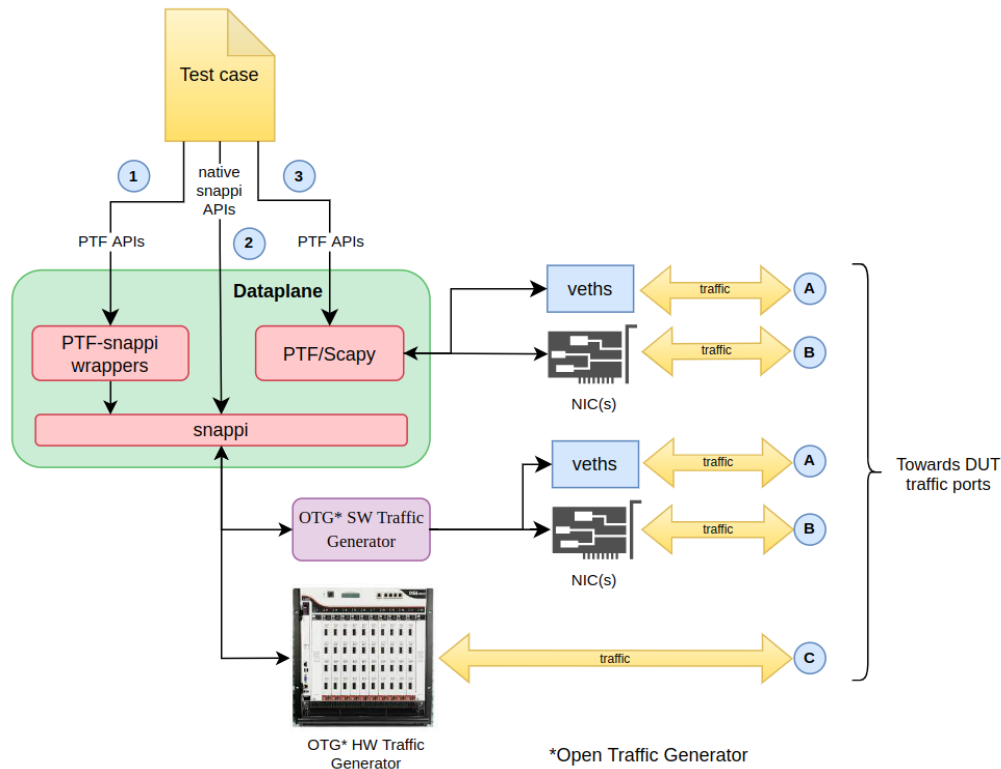 Test case
1
native
snappi
APIs
3
PTF APIs
2
PTF APIs
Dataplane
PTF-snappi
wrappers
PTF/Scapy
snappi
veths
traffic
A
NIC(s)
traffic
B
veths
traffic
A
OTG* SW Traffic
Generator
NIC(s)
traffic
B
Towards DUT
traffic ports
traffic
C
OTG* HW Traffic
Generator
*Open Traffic Generator